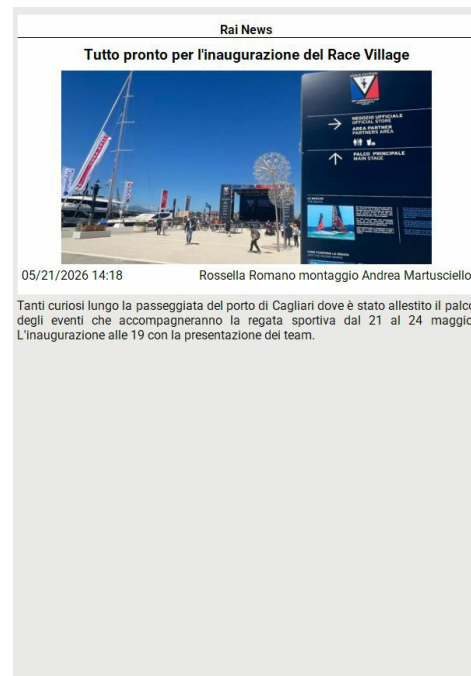 Rai News
Tutto pronto per l'inaugurazione del Race Village
NEGOZIO UFFICIALE
OFFICIAL STORE
AREA PARTNER
PARTNERS AREA
PALCO PRINCIPALE
MAIN STAGE
05/21/2026 14:18
Rossella Romano montaggio Andrea Martusciello
Tanti curiosi lungo la passeggiata del porto di Cagliari dove è stato allestito il palco
degli eventi che accompagneranno la regata sportiva dal 21 al 24 maggio
L'inaugurazione alle 19 con la presentazione dei team.